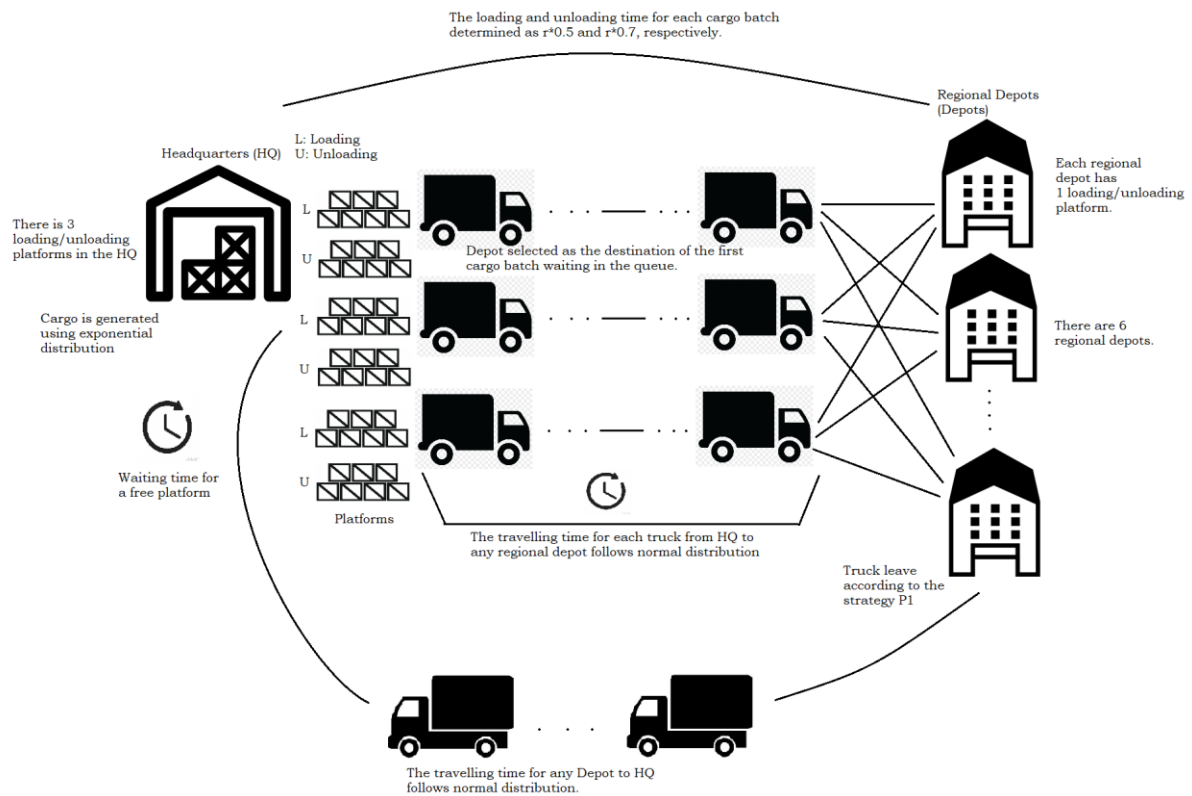 The loading and unloading time for each cargo batch
determined as r*0.5 and r*0.7, respectively.
Regional Depots
(Depots)
L: Loading
U: Unloading
Headquarters (HQ)
Each regional
depot has
1 loading/unloading
platform.
There is 3
loading/unloading
platforms in the HQ
L
U
Depot selected as the destination of the first
cargo batch waiting in the queue.
Cargo is generated
using exponential
distribution
L
There are 6
regional depots.
U
L
Waiting time for
a free platform
U
Platforms
The travelling time for each truck from HQ to
any regional depot follows normal distribution
Truck leave
according to the
strategy P1
The travelling time for any Depot to HQ
follows normal distribution.